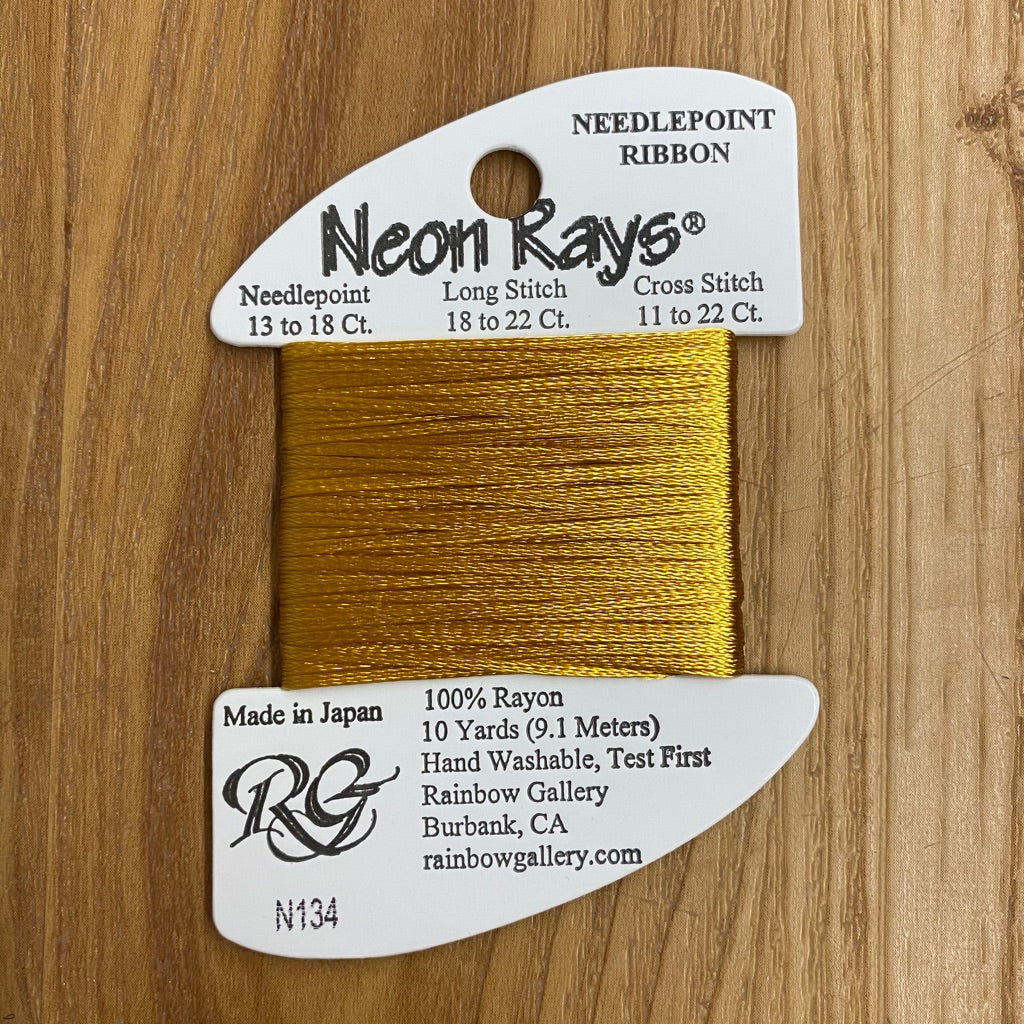 NEEDLEPOINT
RIBBON
Neon Rays®
Needlepoint
13 to 18 Ct.
Long Stitch
18 to 22 Ct.
Cross Stitch
11 to 22 Ct.
Made in Japan
RG
N134
100% Rayon
10 Yards (9.1 Meters)
Hand Washable, Test First
Rainbow Gallery
Burbank, CA
rainbowgallery.com